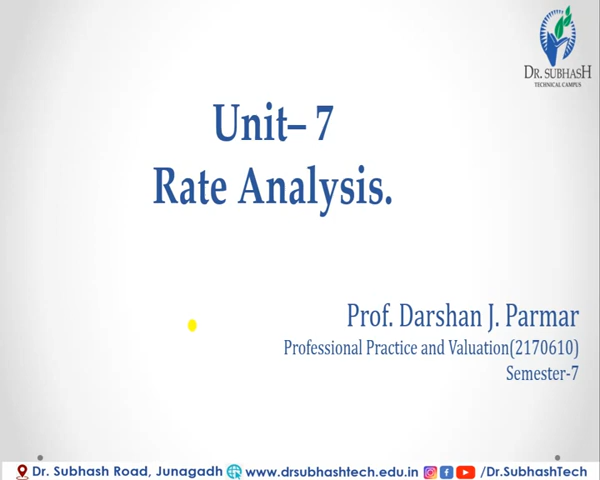 DR. SUBHASH
TECHNICAL CAMPUS
Unit– 7
Rate Analysis.
Prof. Darshan J. Parmar
Professional Practice and Valuation(2170610)
Semester-7
Dr. Subhash Road, Junagadh www.drsubhashtech.edu.in /Dr.SubhashTech